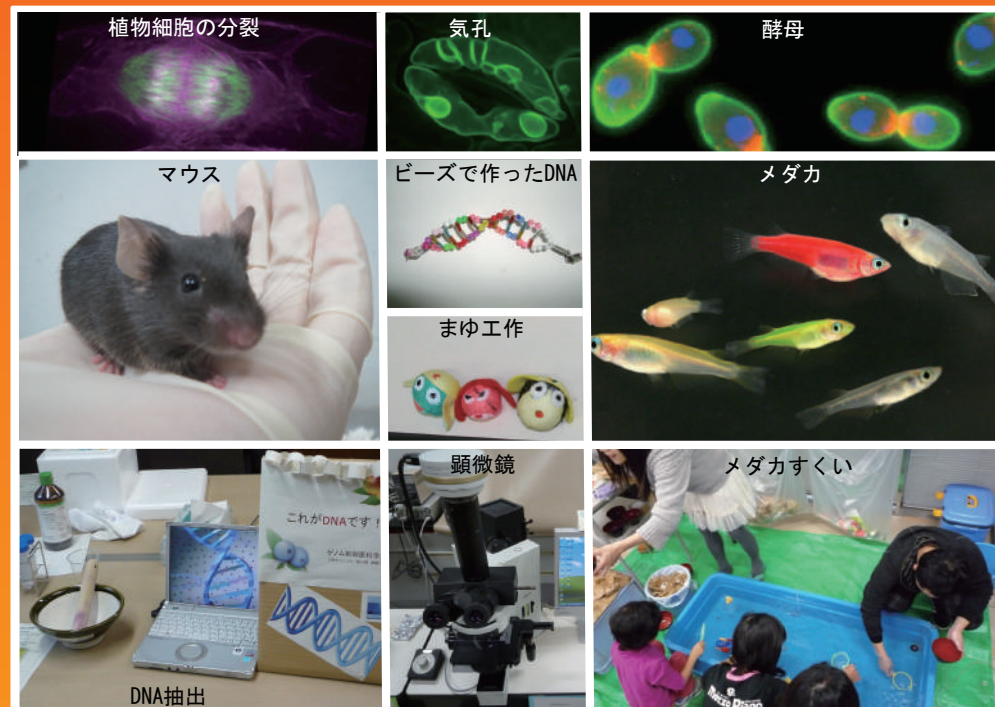 植物細胞の分裂
気孔
酵母
マウス
ビーズで作ったDNA
メダカ
まゆ工作
DNA抽出
これがDNAです!
顕微鏡
メダカすくい